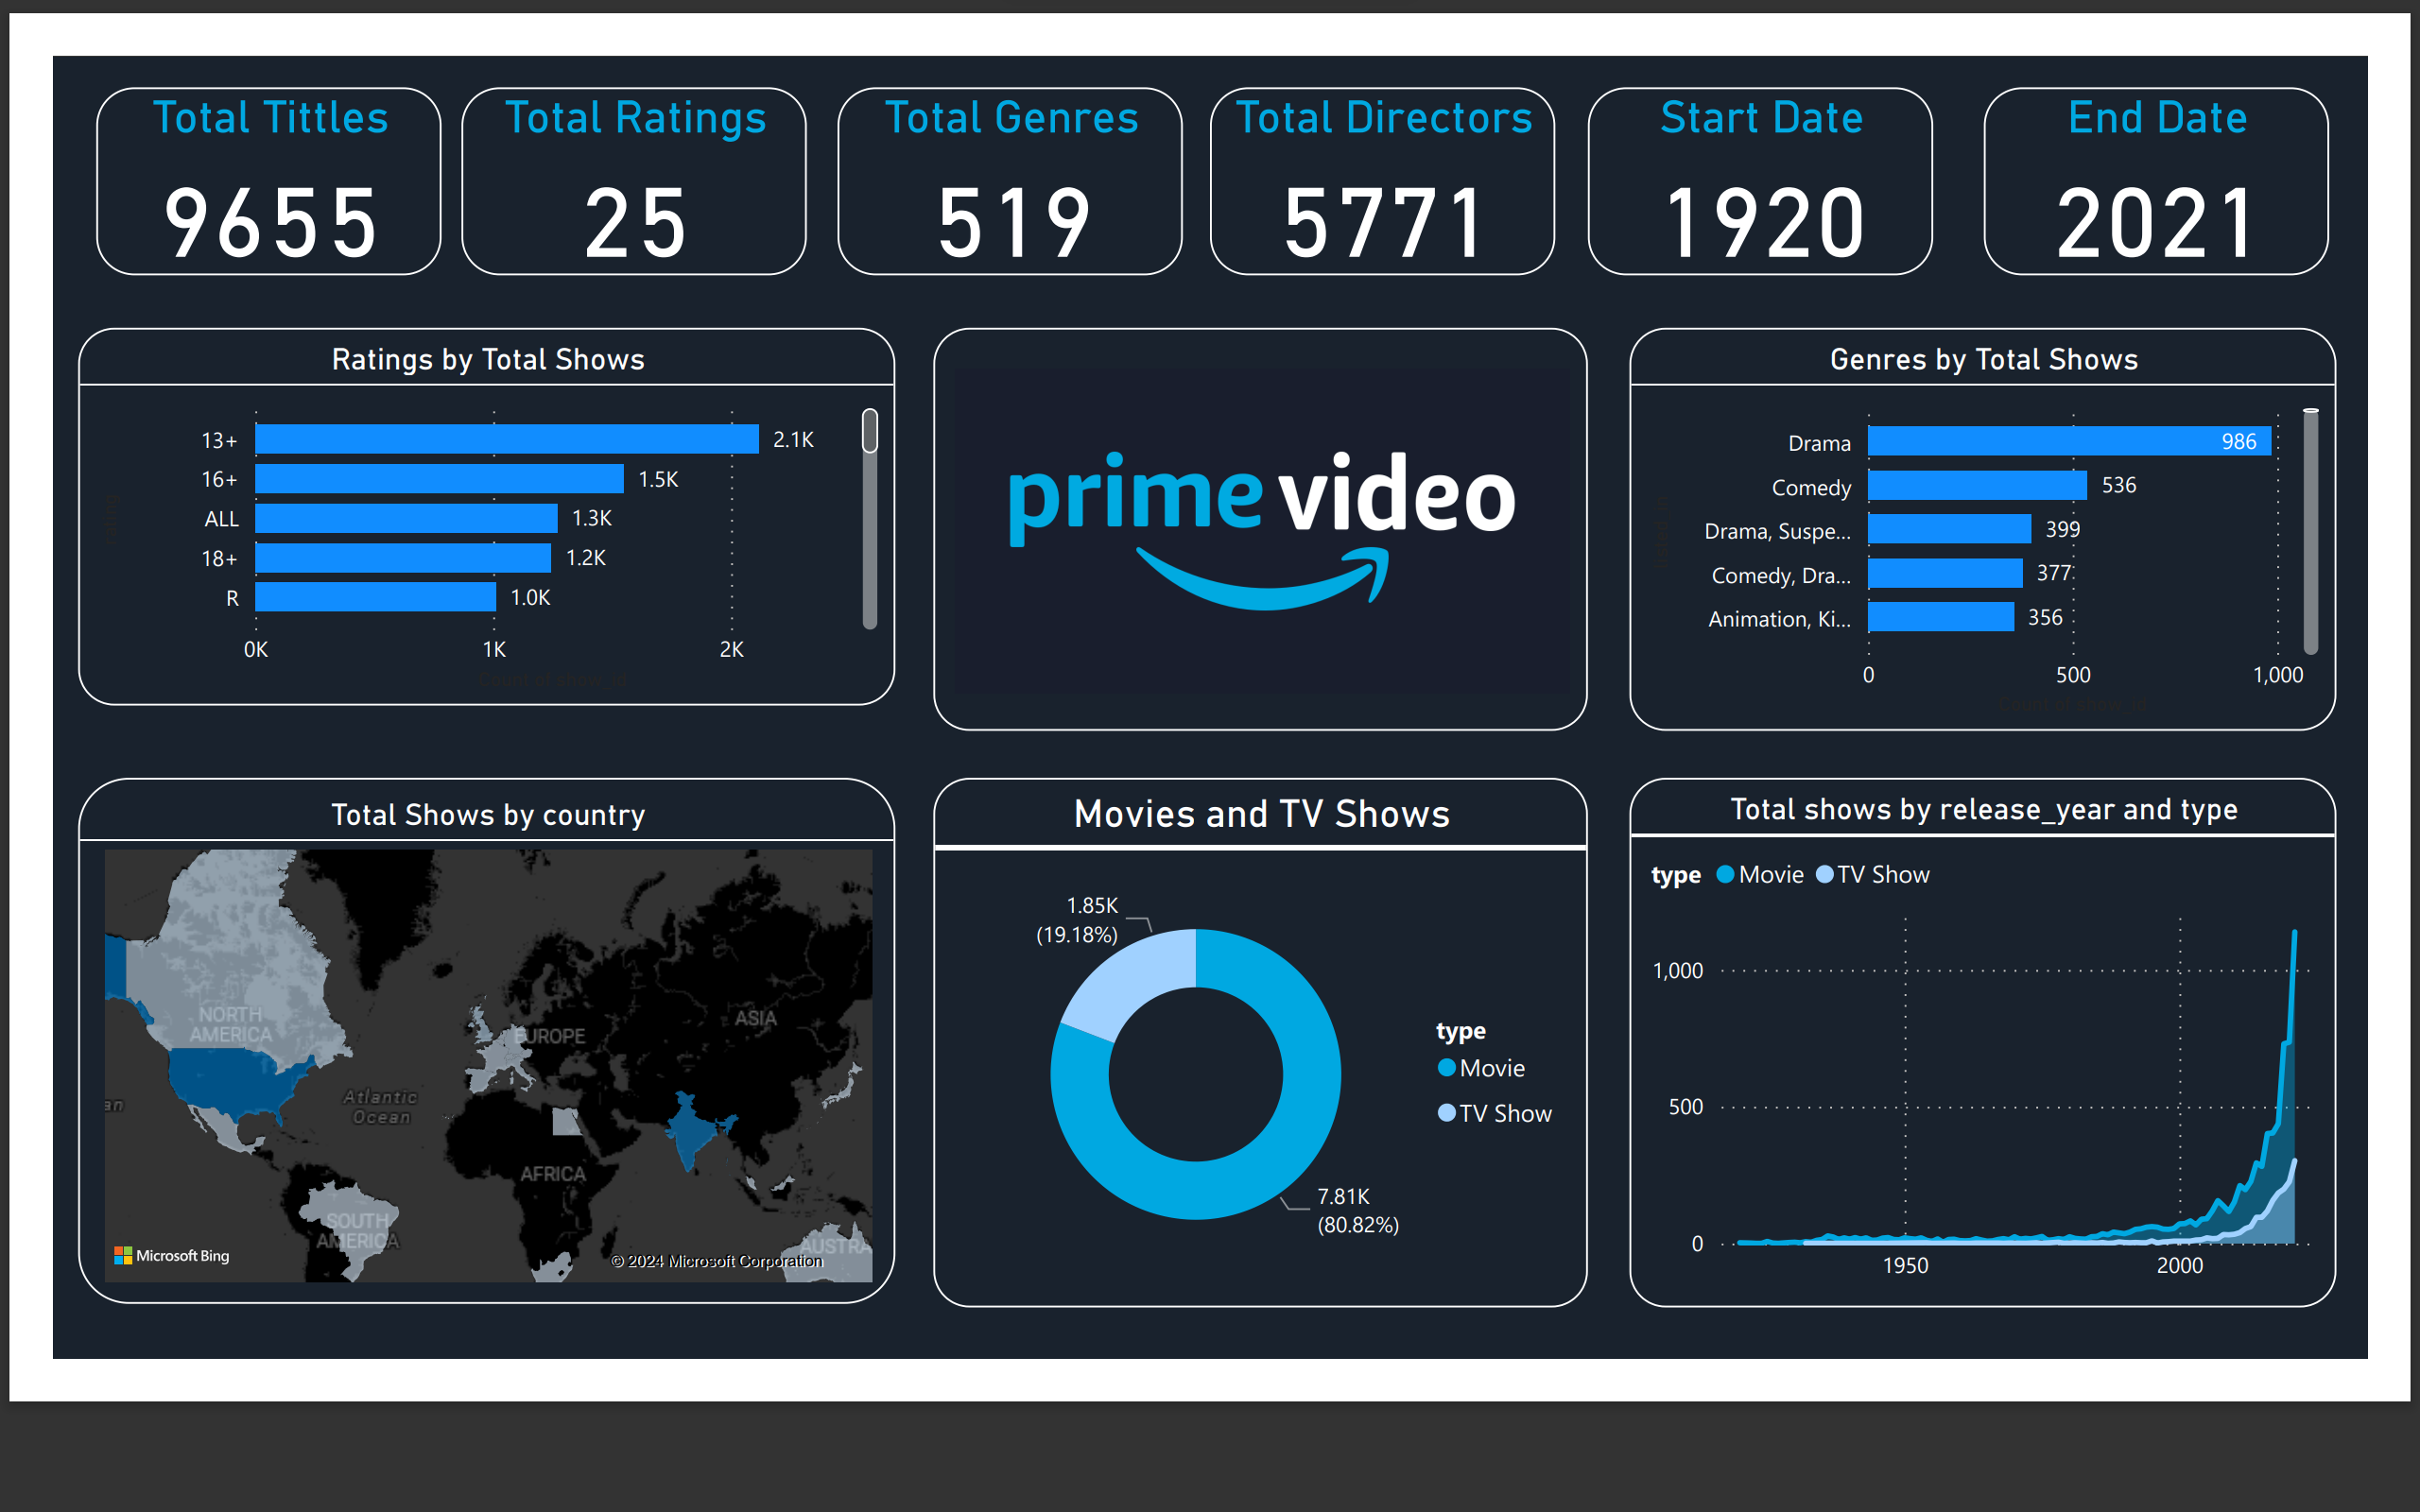 Total Tittles
9655
Total Ratings
25
Total Genres
519
Total Directors
5771
Start Date
1920
End Date
2021
Ratings by Total Shows
13+
2.1K
16+
1.5K
ALL
1.3K
18+
1.2K
R
1.0K
0K
1K
2K
prime video
Genres by Total Shows
Drama
986
Comedy
536
Drama, Suspe...
399
Comedy, Dra...
377
Animation, Ki...
356
0
500
1,000
Total Shows by country
NORTH
AMERICA
EUROPE
ASIA
an
Atlantic
Ocean
AFRICA
SOUTH
AMERICA
AUSTRA
Microsoft Bing
© 2024 Microsoft Corporation
Movies and TV Shows
1.85K
(19.18%)
7.81K
(80.82%)
type
Movie
TV Show
Total shows by release_year and type
type Movie TV Show
1,000
500
0
1950
2000